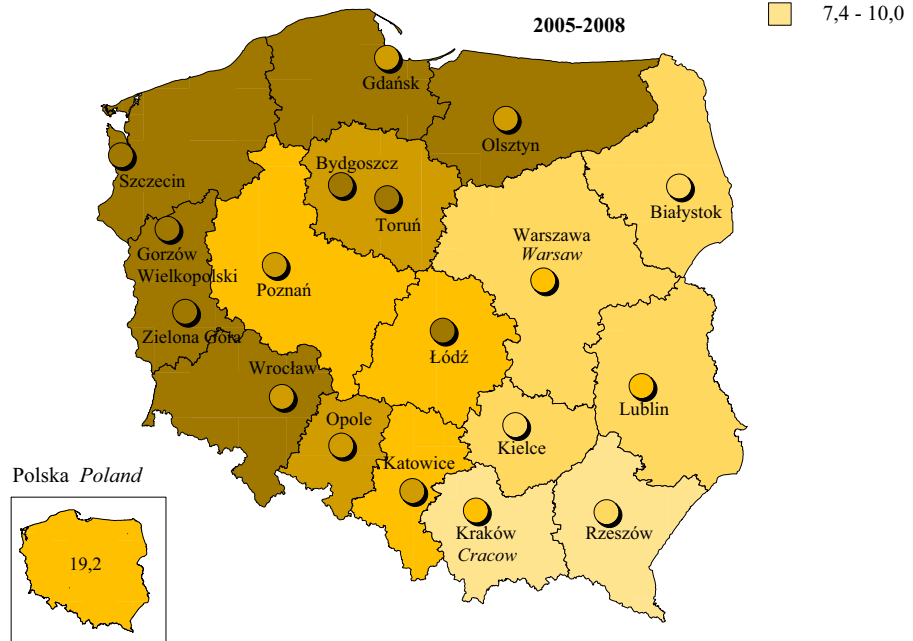 7,4 - 10,0
2005-2008
Gdańsk
Olsztyn
Szczecin
Bydgoszcz
Toruń
Białystok
Gorzów
Wielkopolski
Poznań
Warszawa
Warsaw
Zielona Góra
Łódź
Wrocław
Lublin
Opole
Kielce
Katowice
Kraków
Cracow
Rzeszów
Polska Poland
19,2